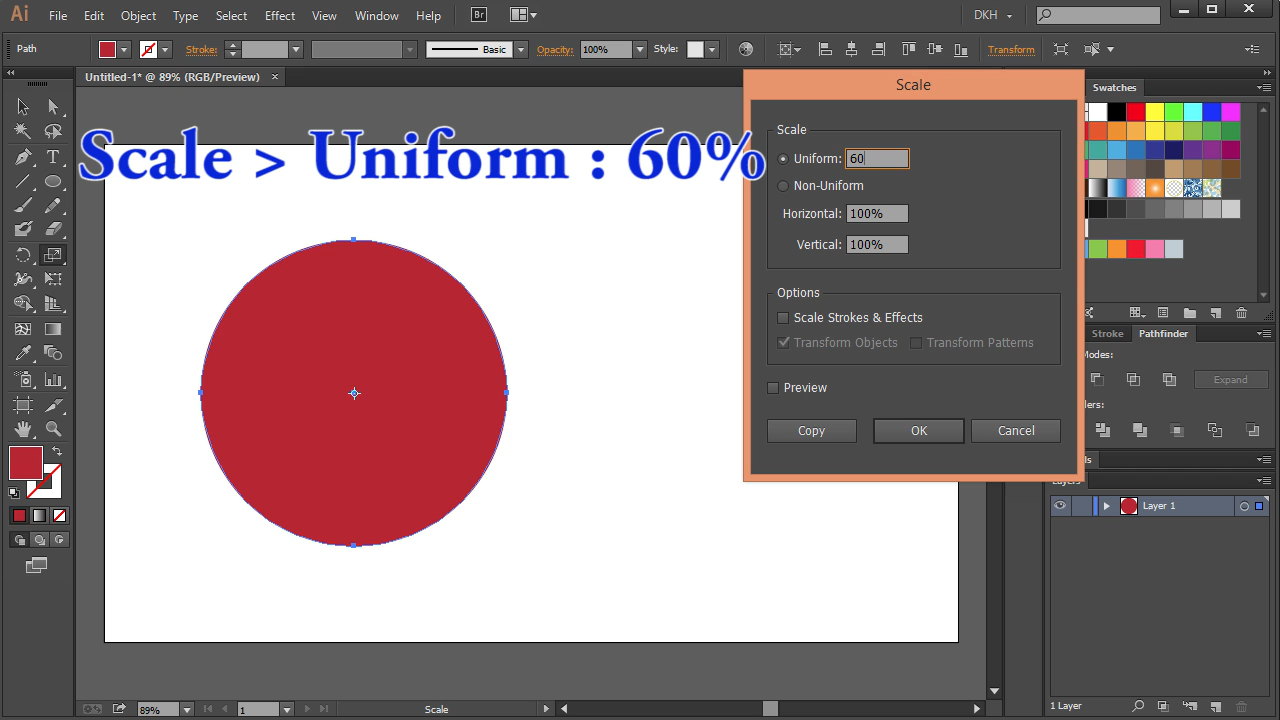 Ai File Edit Object Type Select Effect View Window Help Br DKH
Path Stroke: Basic Opacity: 100% Style: Transform
Untitled-1* @ 89% (RGB/Preview) ×
Scale
Swatches
Scale > Uniform : 60%
Scale
Uniform: 60
Non-Uniform
Horizontal: 100%
Vertical: 100%
Options
Scale Strokes & Effects
Transform Objects Transform Patterns
Preview
Copy OK Cancel
Stroke Pathfinder
Modes:
Expand
lers:
ls
Layers
Layer 1
1 Layer
89% 1 Scale